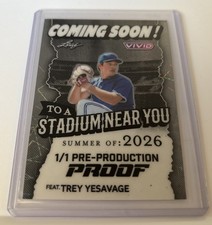 COMING SOON!
Leaf
VIVID
TO A
STADIUM NEAR YOU
SUMMER OF: 2026
1/1 PRE-PRODUCTION
PROOF
FEAT. TREY YESAVAGE